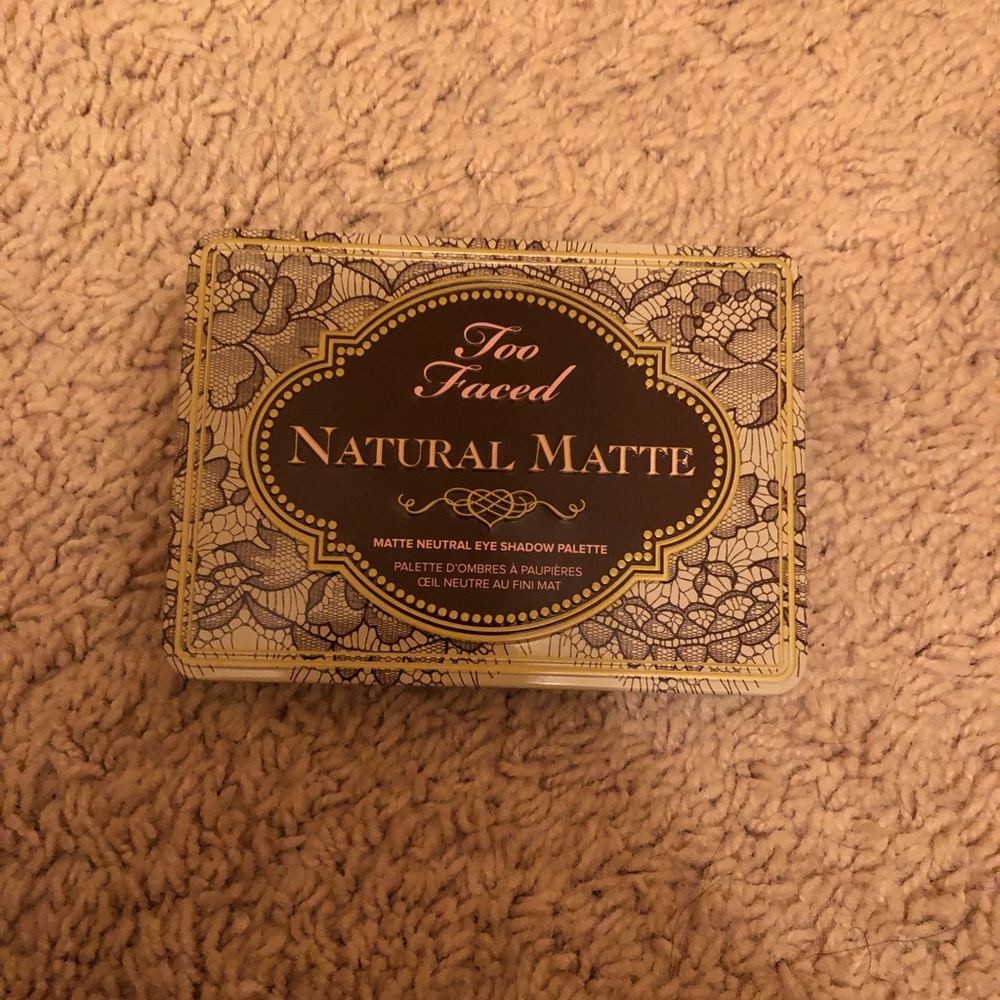 Too
Faced
NATURAL MATTE
MATTE NEUTRAL EYE SHADOW PALETTE
PALETTE D'OMBRES À PAUPIÈRES
ŒIL NEUTRE AU FINI MAT